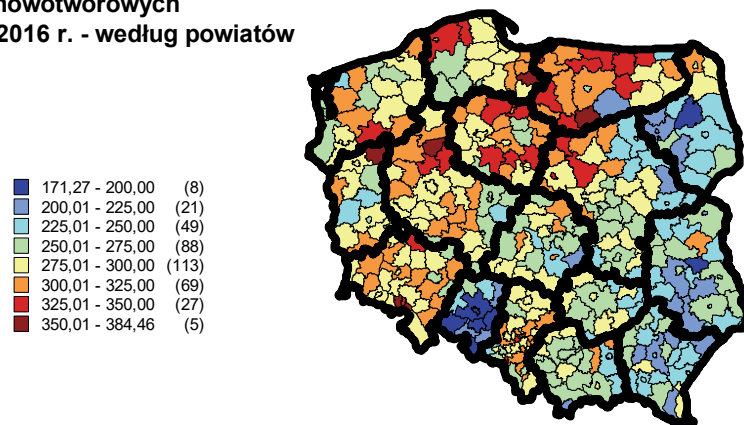 nowotworowych
2016 r. - według powiatów
171,27 - 200,00 (8)
200,01 - 225,00 (21)
225,01 - 250,00 (49)
250,01 - 275,00 (88)
275,01 - 300,00 (113)
300,01 - 325,00 (69)
325,01 - 350,00 (27)
350,01 - 384,46 (5)